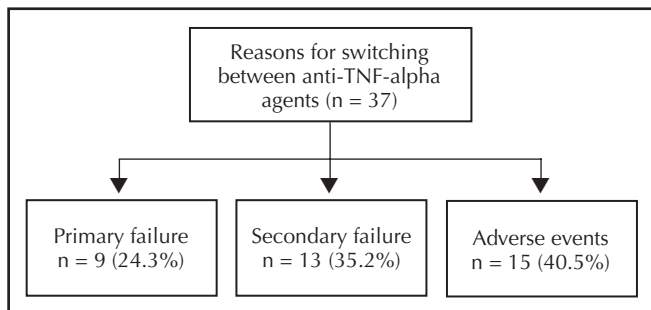 Reasons for switching
between anti-TNF-alpha
agents (n = 37)
Primary failure
n = 9 (24.3%)
Secondary failure
n = 13 (35.2%)
Adverse events
n = 15 (40.5%)